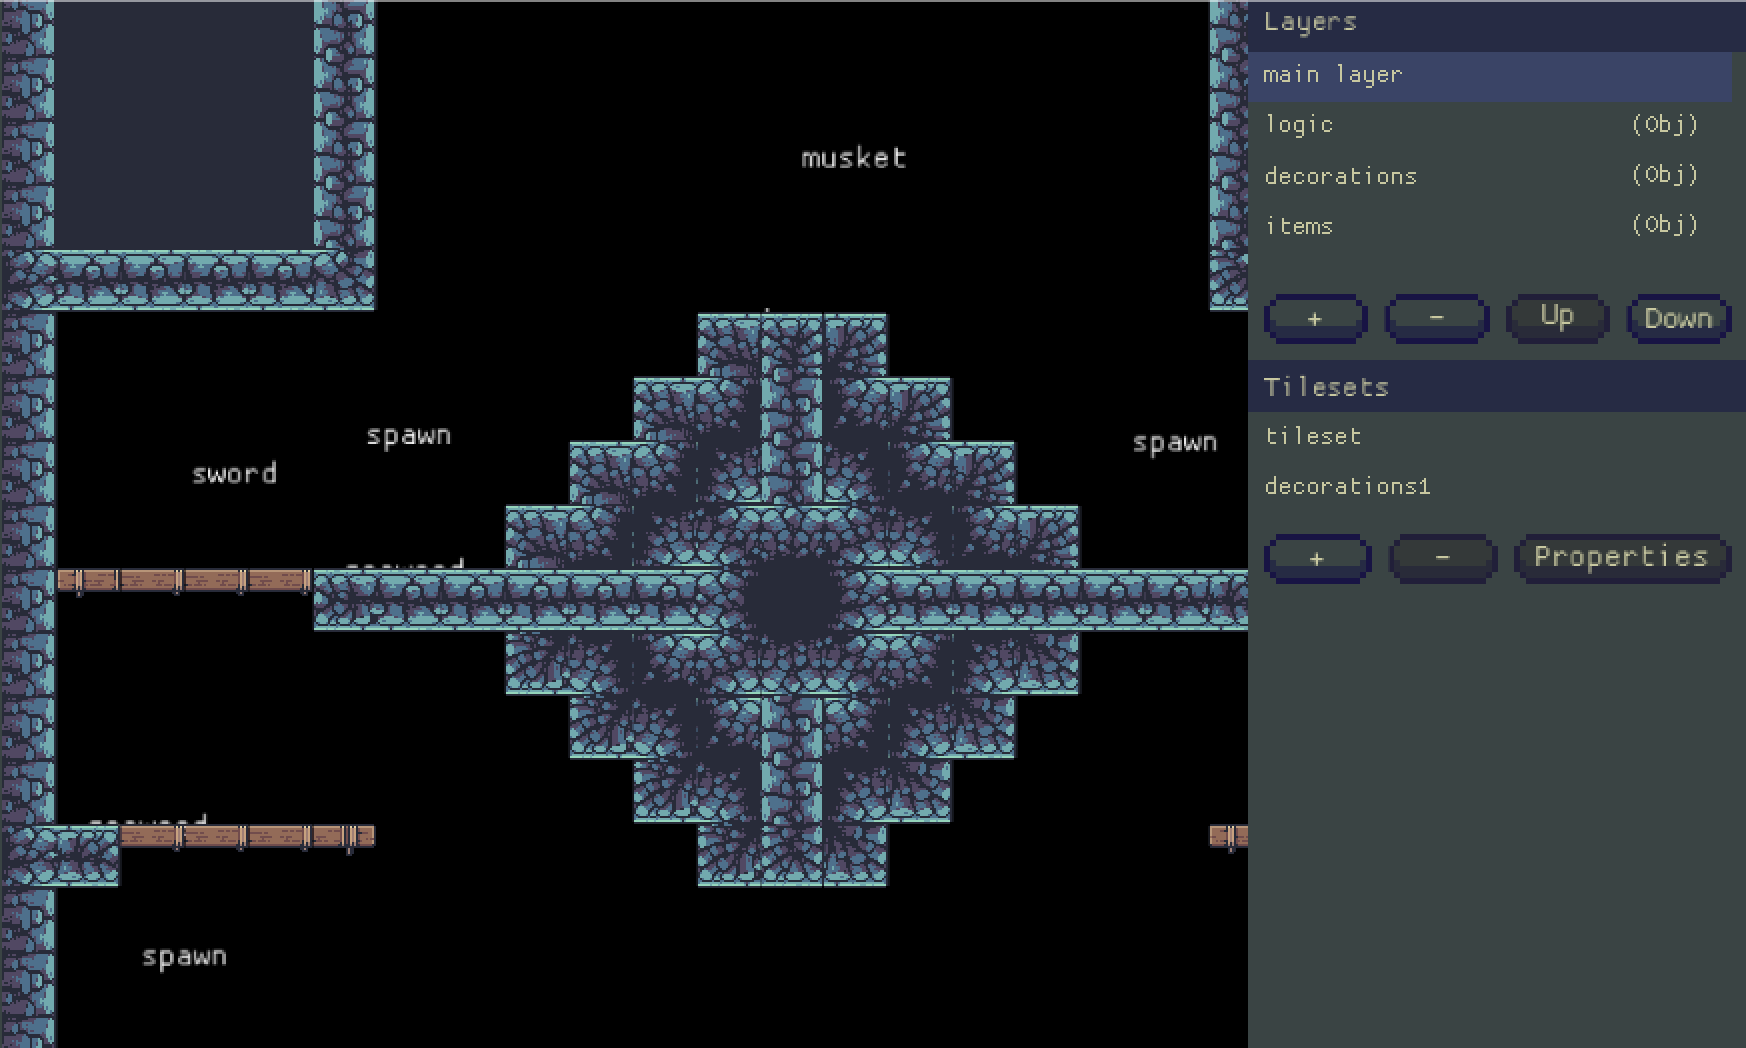 Layers
main layer
logic (Obj)
decorations (Obj)
items (Obj)
+ - Up Down
Tilesets
tileset
decorations1
+ - Properties
musket
spawn
spawn
sword
spawn